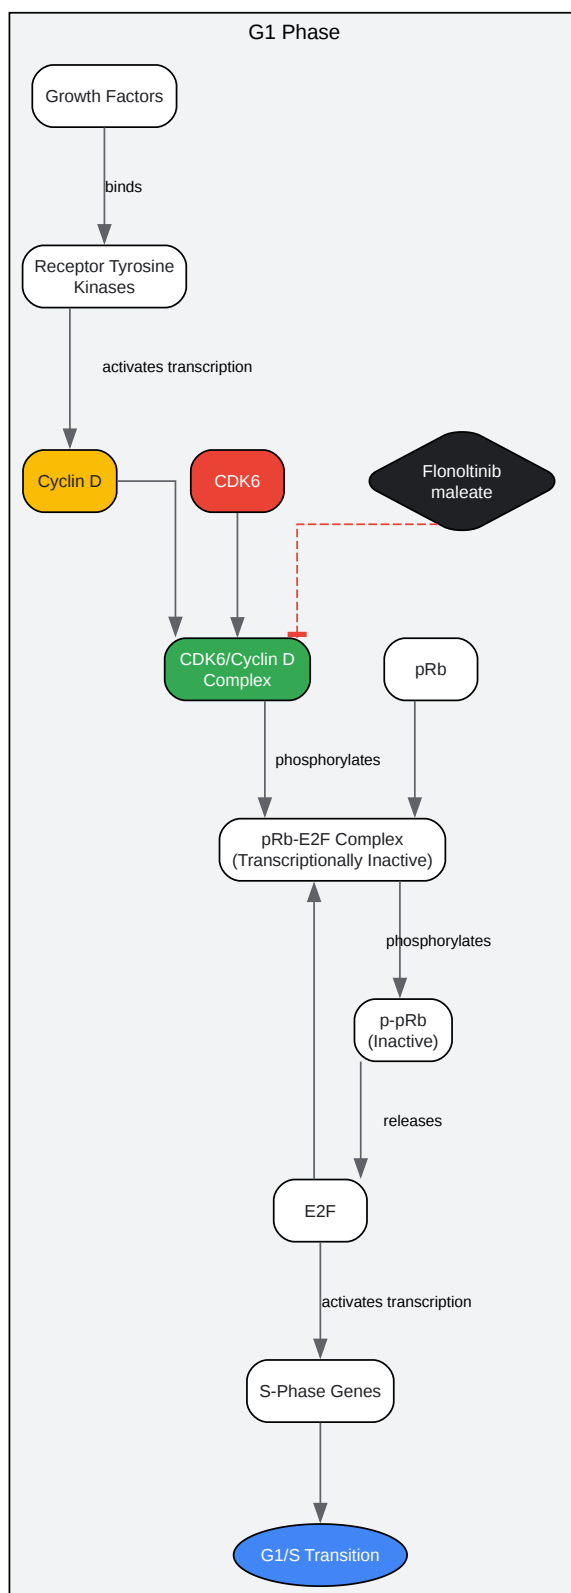 G1 Phase
Growth Factors
binds
Receptor Tyrosine
Kinases
activates transcription
Cyclin D
CDK6
Flonoltinib
maleate
CDK6/Cyclin D
Complex
pRb
phosphorylates
pRb-E2F Complex
(Transcriptionally Inactive)
phosphorylates
p-pRb
(Inactive)
releases
E2F
activates transcription
S-Phase Genes
G1/S Transition